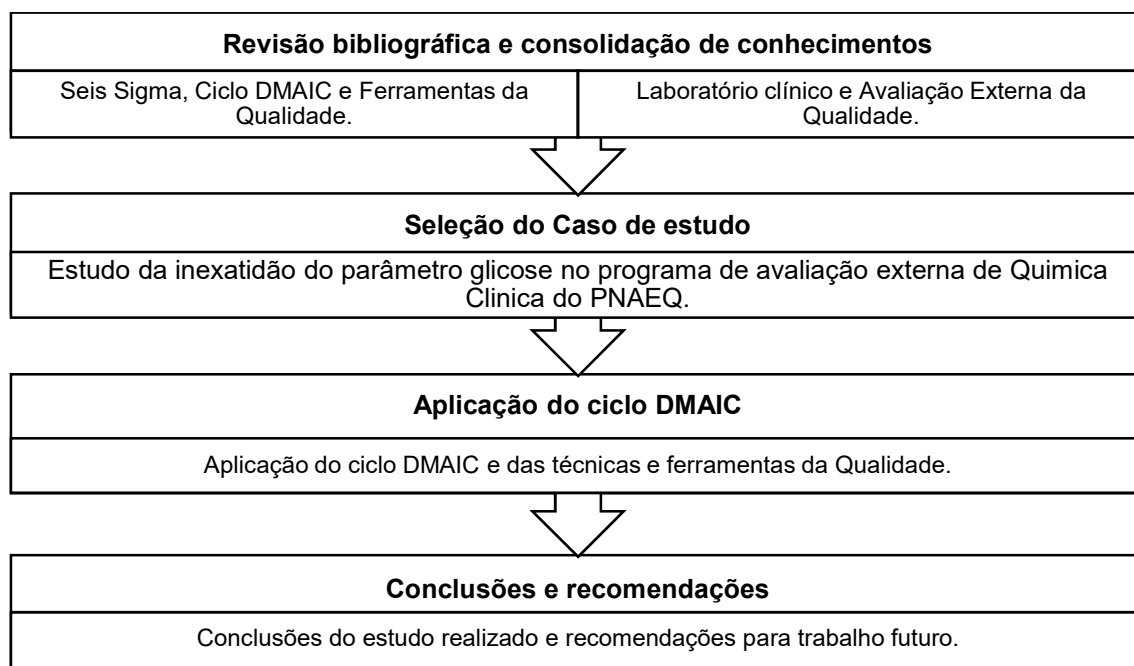 Revisão bibliográfica e consolidação de conhecimentos
Seis Sigma, Ciclo DMAIC e Ferramentas da
Qualidade.
Laboratório clínico e Avaliação Externa da
Qualidade.
Seleção do Caso de estudo
Estudo da inexatidão do parâmetro glicose no programa de avaliação externa de Quimica
Clinica do PNAEQ.
Aplicação do ciclo DMAIC
Aplicação do ciclo DMAIC e das técnicas e ferramentas da Qualidade.
Conclusões e recomendações
Conclusões do estudo realizado e recomendações para trabalho futuro.